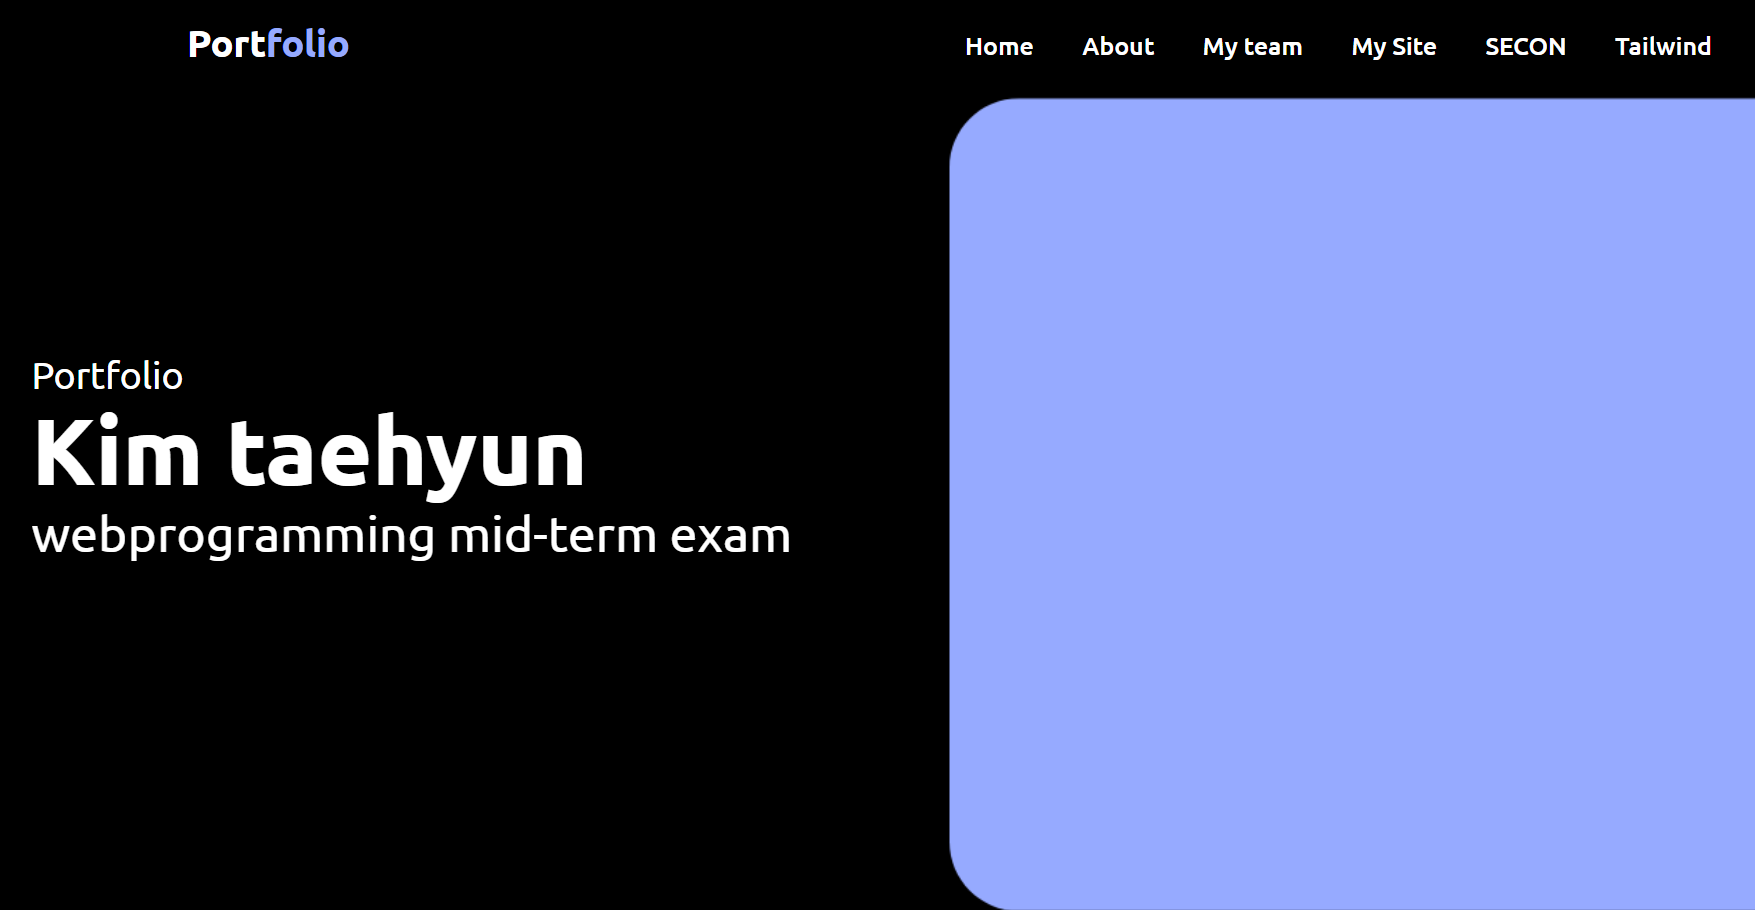 Portfolio
Home About My team My Site SECON Tailwind
Portfolio
Kim taehyun
webprogramming mid-term exam